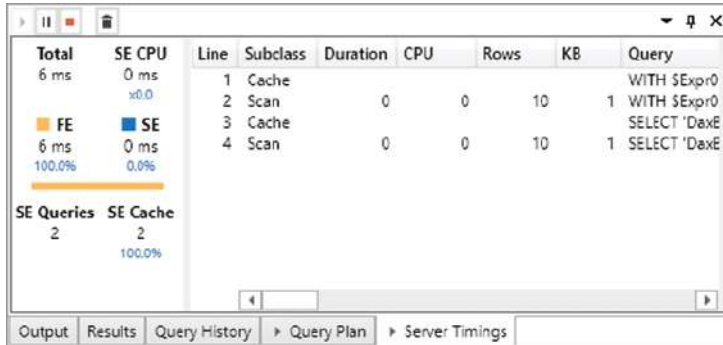 Total SE CPU
6 ms 0 ms
x0.0
FE SE
6 ms 0 ms
100.0% 0.0%
SE Queries SE Cache
2 2
100.0%
Line Subclass Duration CPU Rows KB Query
1 Cache WITH $Expr0
2 Scan 0 0 10 1 WITH $Expr0
3 Cache SELECT 'DaxB
4 Scan 0 0 10 1 SELECT 'DaxB
Output Results Query History Query Plan Server Timings